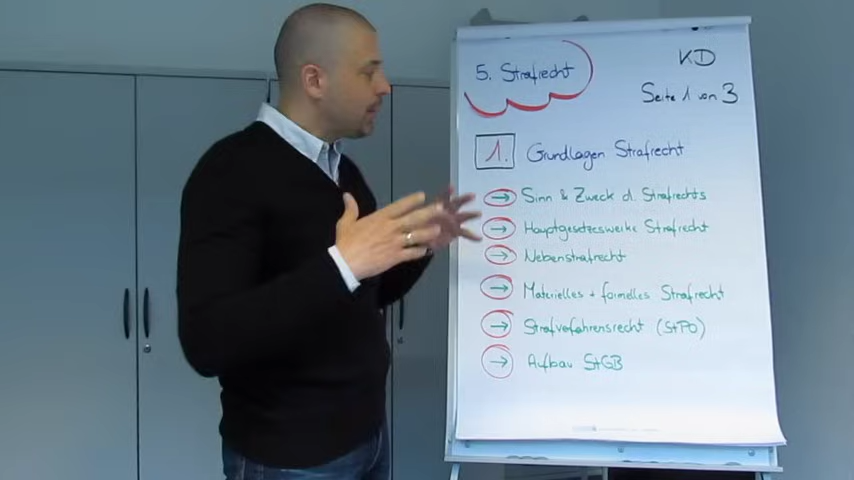 5. Strafrecht
KD
Seite 1 von 3
1. Grundlagen Strafrecht
→ Sinn & Zweck d. Strafrechts
→ Hauptgesetzeswerke Strafrecht
→ Nebenstrafrecht
→ Materielles + formelles Strafrecht
→ Strafverfahrensrecht (StPO)
→ Aufbau StGB